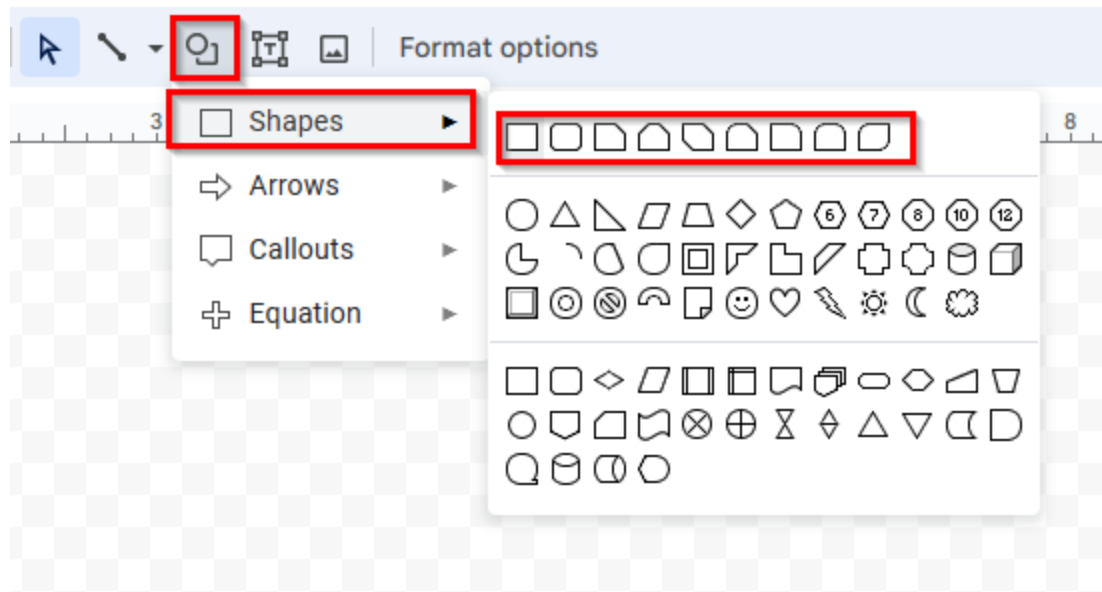 Format options
3
8
Shapes
Arrows
Callouts
Equation
T
6 7 8 10 12